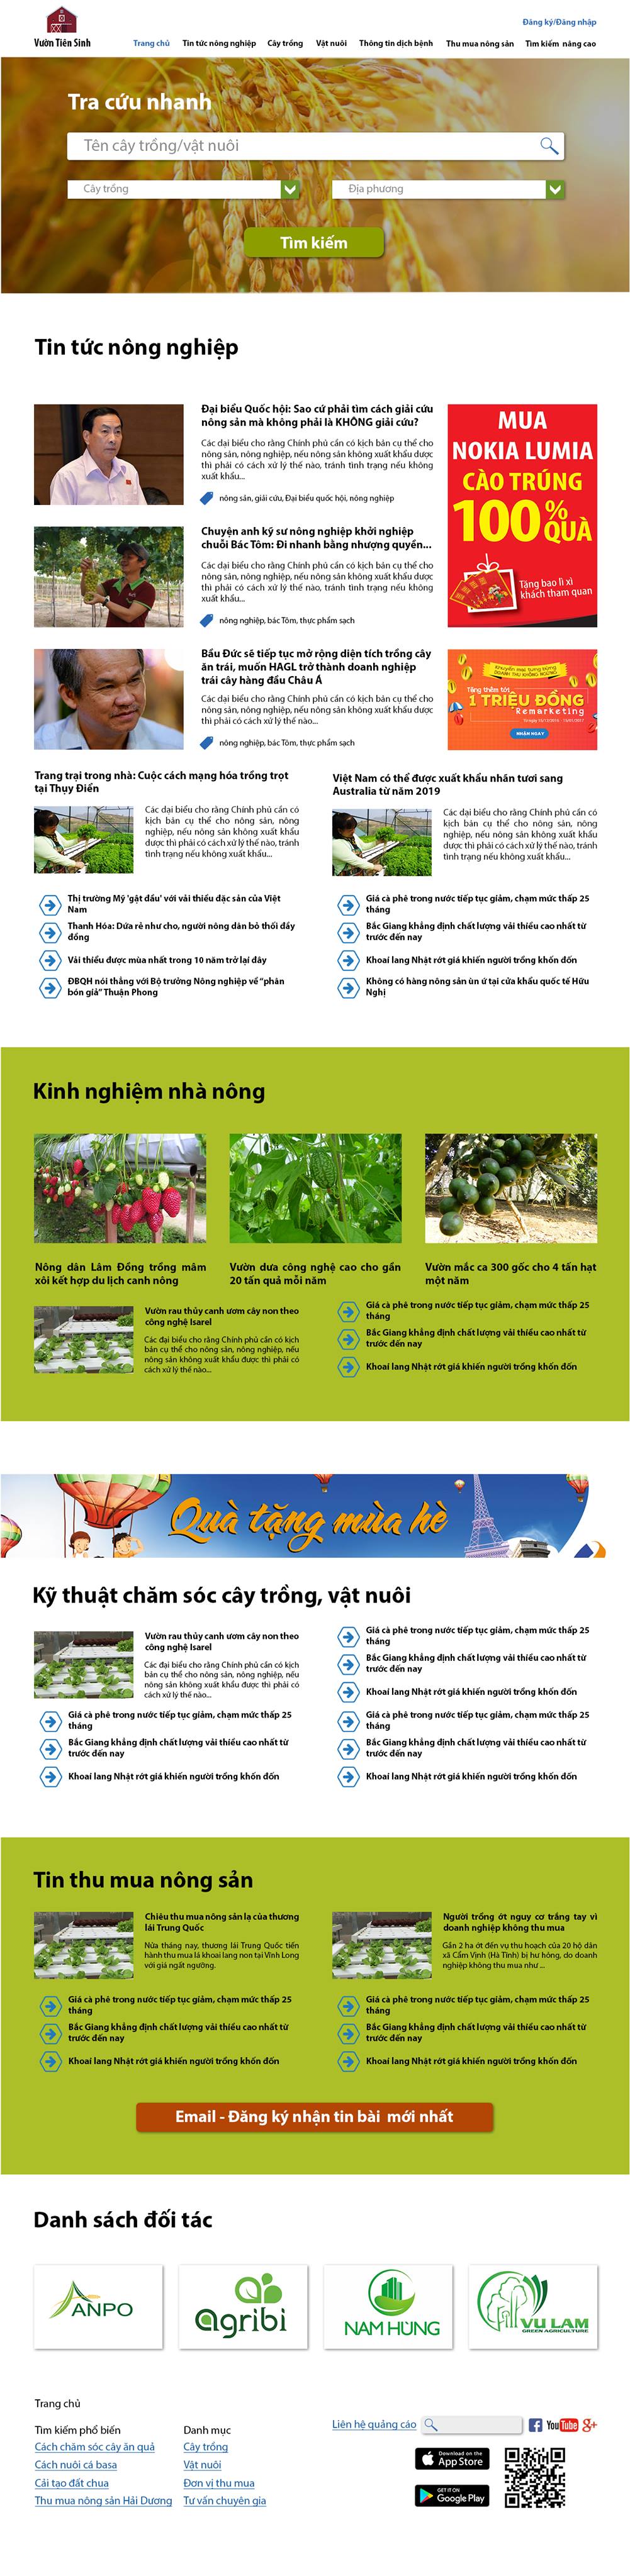 Vườn Tiên Sinh
Đăng ký/Đăng nhập
Trang chủ Tin tức nông nghiệp Cây trồng Vật nuôi Thông tin dịch bệnh Thu mua nông sản Tìm kiếm nâng cao
Tra cứu nhanh
Tên cây trồng/vật nuôi
Cây trồng
Địa phương
Tìm kiếm
Tin tức nông nghiệp
Đại biểu Quốc hội: Sao cứ phải tìm cách giải cứu
nông sản mà không phải là KHÔNG giải cứu?
Các đại biểu cho rằng Chính phủ cần có kịch bản cụ thể cho
nông sản, nông nghiệp, nếu nông sản không xuất khẩu được
thì phải có cách xử lý thế nào, tránh tình trạng nếu không
xuất khẩu...
nông sản, giải cứu, Đại biểu quốc hội, nông nghiệp
MUA
NOKIA LUMIA
CÀO TRÚNG
100%
QUÀ
Tặng bao lì xì
khách tham quan
Chuyện anh kỹ sư nông nghiệp khởi nghiệp
chuỗi Bác Tôm: Đi nhanh bằng nhượng quyền...
Các đại biểu cho rằng Chính phủ cần có kịch bản cụ thể cho
nông sản, nông nghiệp, nếu nông sản không xuất khẩu được
thì phải có cách xử lý thế nào, tránh tình trạng nếu không
xuất khẩu...
nông nghiệp, bác Tôm, thực phẩm sạch
Bầu Đức sẽ tiếp tục mở rộng diện tích trồng cây
ăn trái, muốn HAGL trở thành doanh nghiệp
trái cây hàng đầu Châu Á
Các đại biểu cho rằng Chính phủ cần có kịch bản cụ thể cho
nông sản, nông nghiệp, nếu nông sản không xuất khẩu được
thì phải có cách xử lý thế nào...
nông nghiệp, bác Tôm, thực phẩm sạch
Khuyến mại tưng bừng
DOANH THU KHÔNG NGỪNG
Tặng thêm tới
1 TRIỆU ĐỒNG
Remarketing
NHẬN NGAY
Trang trại trong nhà: Cuộc cách mạng hóa trồng trọt
tại Thụy Điển
Các đại biểu cho rằng Chính phủ cần có
kịch bản cụ thể cho nông sản, nông
nghiệp, nếu nông sản không xuất khẩu
được thì phải có cách xử lý thế nào, tránh
tình trạng nếu không xuất khẩu...
Việt Nam có thể được xuất khẩu nhãn tươi sang
Australia từ năm 2019
Các đại biểu cho rằng Chính phủ cần có
kịch bản cụ thể cho nông sản, nông
nghiệp, nếu nông sản không xuất khẩu
được thì phải có cách xử lý thế nào, tránh
tình trạng nếu không xuất khẩu...
Thị trường Mỹ 'gật đầu' với vải thiều đặc sản của Việt
Nam
Thanh Hóa: Dứa rẻ như cho, người nông dân bỏ thối đầy
đồng
Vải thiều được mùa nhất trong 10 năm trở lại đây
ĐBQH nói thẳng với Bộ trưởng Nông nghiệp về “phân
bón giả” Thuận Phong
Giá cà phê trong nước tiếp tục giảm, chạm mức thấp 25
tháng
Bắc Giang khẳng định chất lượng vải thiều cao nhất từ
trước đến nay
Khoai lang Nhật rớt giá khiến người trồng khốn đốn
Không có hàng nông sản ùn ứ tại cửa khẩu quốc tế Hữu
Nghị
Kinh nghiệm nhà nông
Nông dân Lâm Đồng trồng mâm
xôi kết hợp du lịch canh nông
Vườn dưa công nghệ cao cho gần
20 tấn quả mỗi năm
Vườn mắc ca 300 gốc cho 4 tấn hạt
một năm
Vườn rau thủy canh ươm cây non theo
công nghệ Isarel
Các đại biểu cho rằng Chính phủ cần có kịch
bản cụ thể cho nông sản, nông nghiệp, nếu
nông sản không xuất khẩu được thì phải có
cách xử lý thế nào...
Giá cà phê trong nước tiếp tục giảm, chạm mức thấp 25
tháng
Bắc Giang khẳng định chất lượng vải thiều cao nhất từ
trước đến nay
Khoai lang Nhật rớt giá khiến người trồng khốn đốn
Quà tặng mùa hè
Kỹ thuật chăm sóc cây trồng, vật nuôi
Vườn rau thủy canh ươm cây non theo
công nghệ Isarel
Các đại biểu cho rằng Chính phủ cần có kịch
bản cụ thể cho nông sản, nông nghiệp, nếu
nông sản không xuất khẩu được thì phải có
cách xử lý thế nào...
Giá cà phê trong nước tiếp tục giảm, chạm mức thấp 25
tháng
Bắc Giang khẳng định chất lượng vải thiều cao nhất từ
trước đến nay
Khoai lang Nhật rớt giá khiến người trồng khốn đốn
Giá cà phê trong nước tiếp tục giảm, chạm mức thấp 25
tháng
Bắc Giang khẳng định chất lượng vải thiều cao nhất từ
trước đến nay
Khoai lang Nhật rớt giá khiến người trồng khốn đốn
Giá cà phê trong nước tiếp tục giảm, chạm mức thấp 25
tháng
Bắc Giang khẳng định chất lượng vải thiều cao nhất từ
trước đến nay
Khoai lang Nhật rớt giá khiến người trồng khốn đốn
Tin thu mua nông sản
Chiêu thu mua nông sản lạ của thương
lái Trung Quốc
Nửa tháng nay, thương lái Trung Quốc tiến
hành thu mua lá khoai lang non tại Vĩnh Long
với giá ngất ngưởng.
Người trồng ớt nguy cơ trắng tay vì
doanh nghiệp không thu mua
Gần 2 ha ớt đến vụ thu hoạch của 20 hộ dân
xã Cẩm Vịnh (Hà Tĩnh) bị hư hỏng, do doanh
nghiệp không thu mua như ...
Giá cà phê trong nước tiếp tục giảm, chạm mức thấp 25
tháng
Bắc Giang khẳng định chất lượng vải thiều cao nhất từ
trước đến nay
Khoai lang Nhật rớt giá khiến người trồng khốn đốn
Giá cà phê trong nước tiếp tục giảm, chạm mức thấp 25
tháng
Bắc Giang khẳng định chất lượng vải thiều cao nhất từ
trước đến nay
Khoai lang Nhật rớt giá khiến người trồng khốn đốn
Email - Đăng ký nhận tin bài mới nhất
Danh sách đối tác
ANPO
agribi
NAM HÙNG
VU LAM
GREEN AGRICULTURE
Trang chủ
Tìm kiếm phổ biến
Cách chăm sóc cây ăn quả
Cách nuôi cá basa
Cải tạo đất chua
Thu mua nông sản Hải Dương
Danh mục
Cây trồng
Vật nuôi
Đơn vị thu mua
Tư vấn chuyên gia
Liên hệ quảng cáo
YouTube
Download on the
App Store
GET IT ON
Google Play